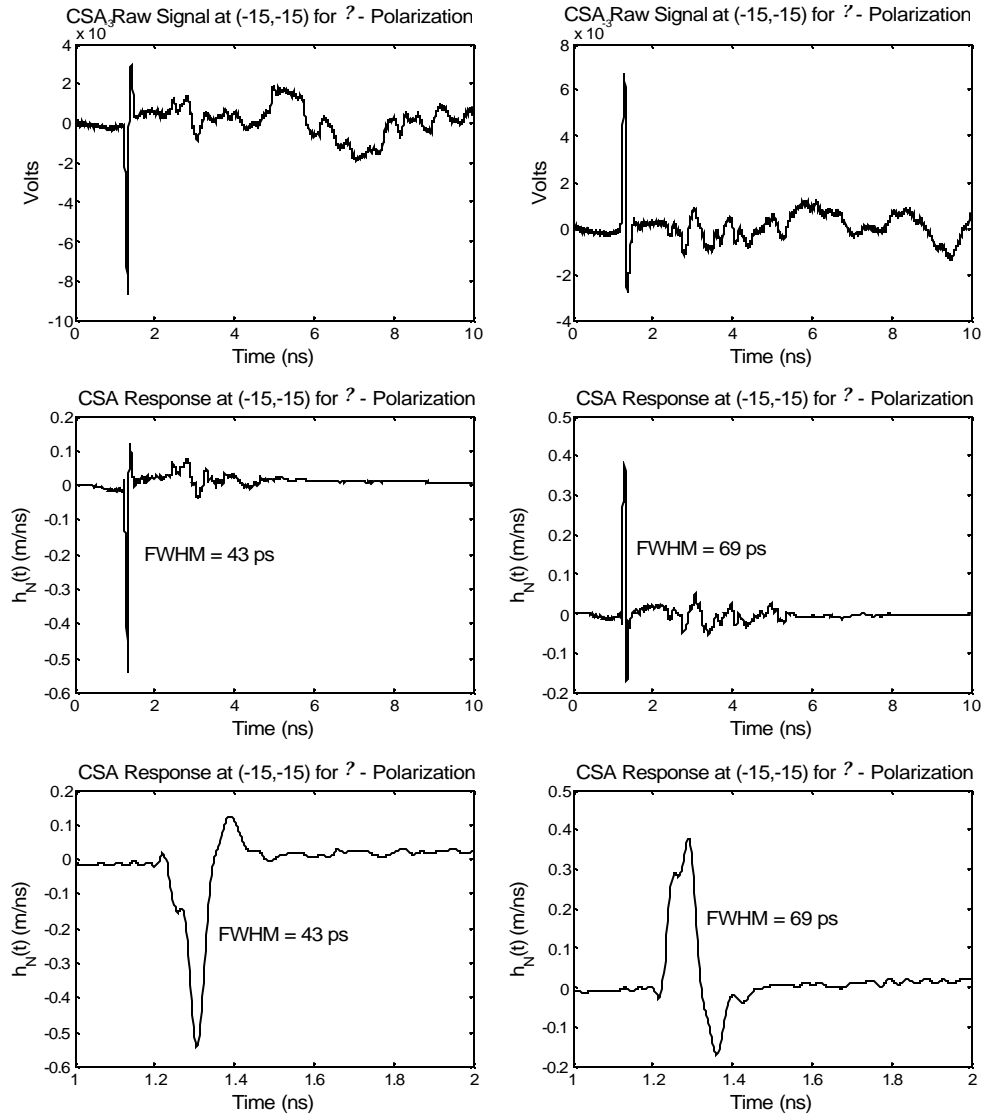 CSA Raw Signal at (-15,-15) for ? - Polarization
x 10-3
4
2
0
-2
-4
-6
-8
-10
Volts
0 2 4 6 8 10
Time (ns)
CSA Raw Signal at (-15,-15) for ? - Polarization
x 10-3
8
6
4
2
0
-2
-4
Volts
0 2 4 6 8 10
Time (ns)
CSA Response at (-15,-15) for ? - Polarization
0.2
0.1
0
-0.1
-0.2
-0.3
-0.4
-0.5
-0.6
hN(t) (m/ns)
FWHM = 43 ps
0 2 4 6 8 10
Time (ns)
CSA Response at (-15,-15) for ? - Polarization
0.5
0.4
0.3
0.2
0.1
0
-0.1
-0.2
hN(t) (m/ns)
FWHM = 69 ps
0 2 4 6 8 10
Time (ns)
CSA Response at (-15,-15) for ? - Polarization
0.2
0.1
0
-0.1
-0.2
-0.3
-0.4
-0.5
-0.6
hN(t) (m/ns)
FWHM = 43 ps
1 1.2 1.4 1.6 1.8 2
Time (ns)
CSA Response at (-15,-15) for ? - Polarization
0.5
0.4
0.3
0.2
0.1
0
-0.1
-0.2
hN(t) (m/ns)
FWHM = 69 ps
1 1.2 1.4 1.6 1.8 2
Time (ns)